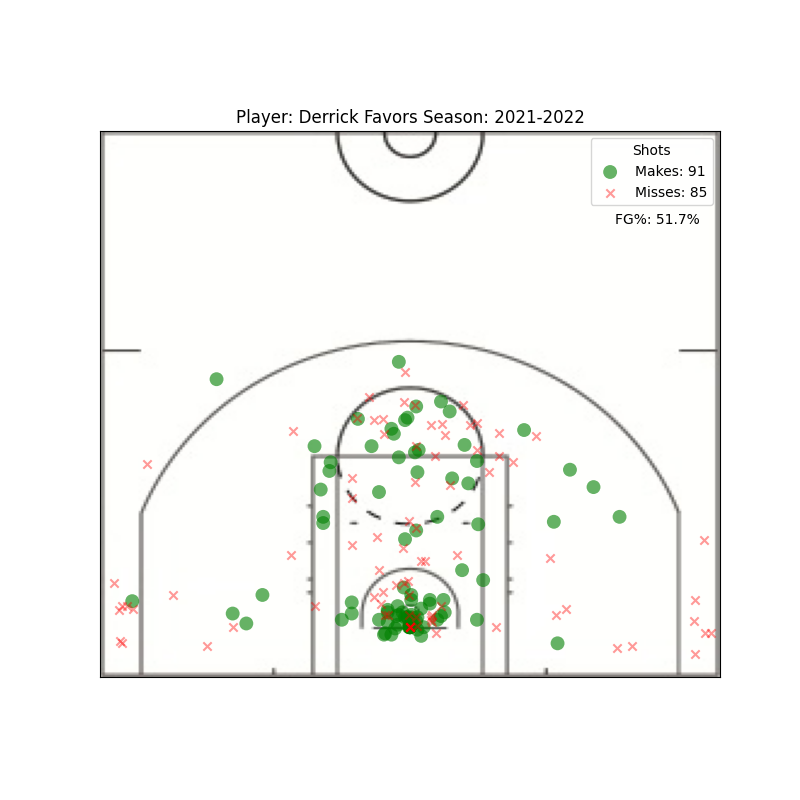 Player: Derrick Favors Season: 2021-2022
Shots
Makes: 91
Misses: 85
FG%: 51.7%